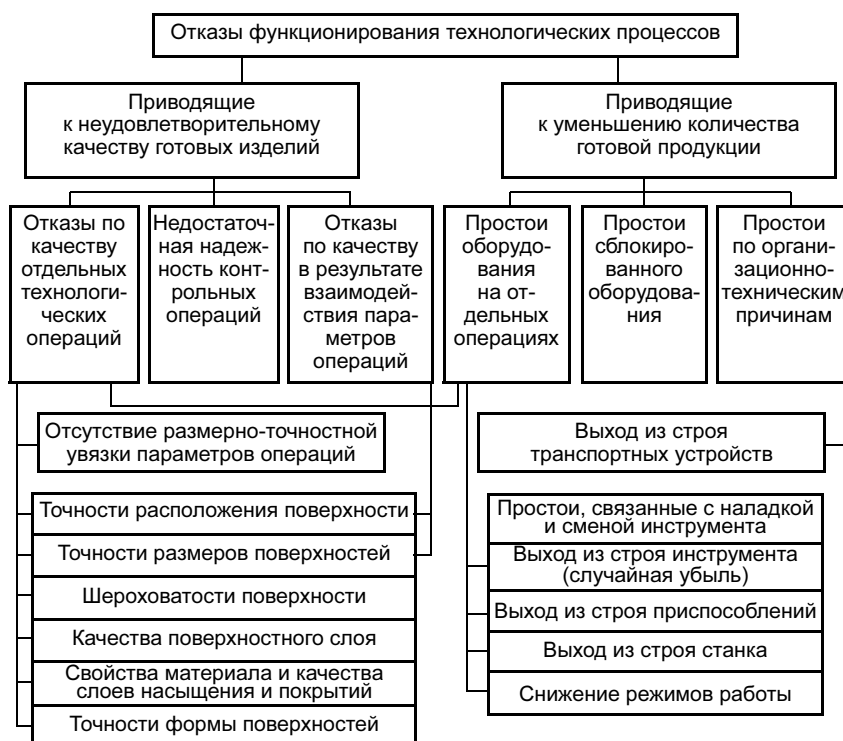 Отказы функционирования технологических процессов
Приводящие
к неудовлетворительному
качеству готовых изделий
Приводящие
к уменьшению количества
готовой продукции
Отказы по
качеству
отдельных
технологи-
ческих
операций
Недостаточ-
ная надеж-
ность конт-
рольных
операций
Отказы
по качеству
в результате
взаимодей-
ствия пара-
метров
операций
Простои
оборудо-
вания
на от-
дельных
операциях
Простои
сблокиро-
ванного
оборудова-
ния
Простои
по органи-
зационно-
техническим
причинам
Отсутствие размерно-точностной
увязки параметров операций
Выход из строя
транспортных устройств
Точности расположения поверхности
Точности размеров поверхностей
Шероховатости поверхности
Качества поверхностного слоя
Свойства материала и качества
слоев насыщения и покрытий
Точности формы поверхностей
Простои, связанные с наладкой
и сменой инструмента
Выход из строя инструмента
(случайная убыль)
Выход из строя приспособлений
Выход из строя станка
Снижение режимов работы